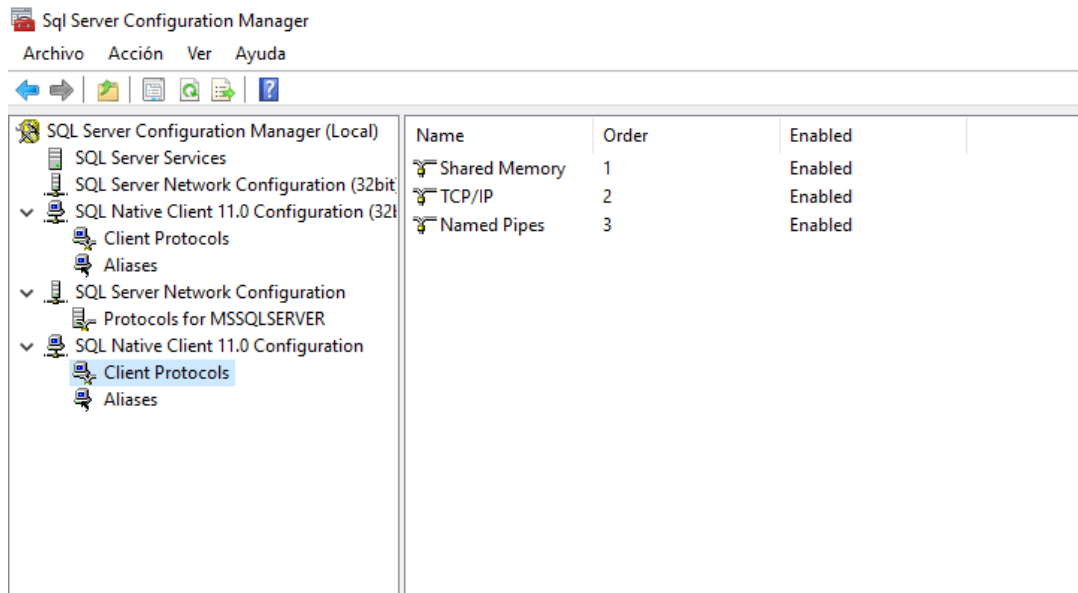 Sql Server Configuration Manager
Archivo Acción Ver Ayuda
SQL Server Configuration Manager (Local)
SQL Server Services
SQL Server Network Configuration (32bit
SQL Native Client 11.0 Configuration (32b
Client Protocols
Aliases
SQL Server Network Configuration
Protocols for MSSQLSERVER
SQL Native Client 11.0 Configuration
Client Protocols
Aliases
Name Order Enabled
Shared Memory 1 Enabled
TCP/IP 2 Enabled
Named Pipes 3 Enabled